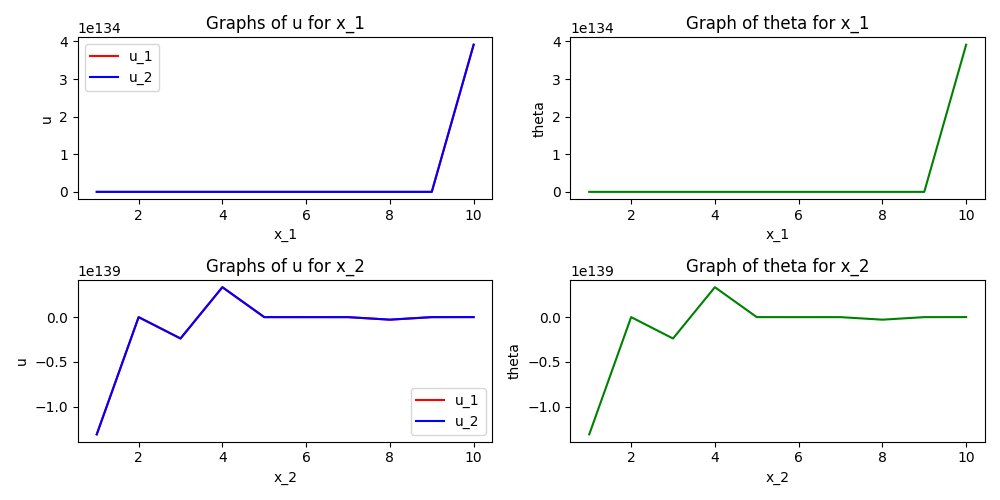 Graphs of u for x_1
1e134
u
4
3
2
1
0
u_1
u_2
2 4 6 8 10
x_1
Graph of theta for x_1
1e134
theta
4
3
2
1
0
2 4 6 8 10
x_1
Graphs of u for x_2
1e139
u
0.0
−0.5
−1.0
u_1
u_2
2 4 6 8 10
x_2
Graph of theta for x_2
1e139
theta
0.0
−0.5
−1.0
2 4 6 8 10
x_2